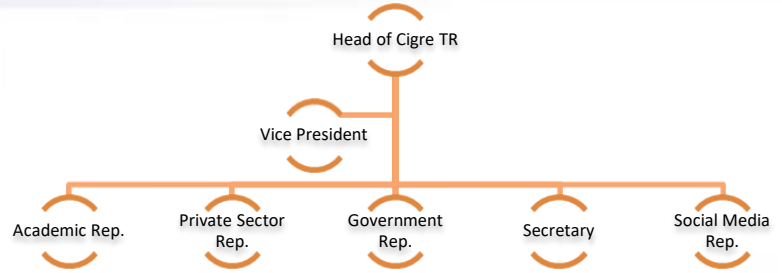 Head of Cigre TR
Vice President
Academic Rep.
Private Sector
Rep.
Government
Rep.
Secretary
Social Media
Rep.